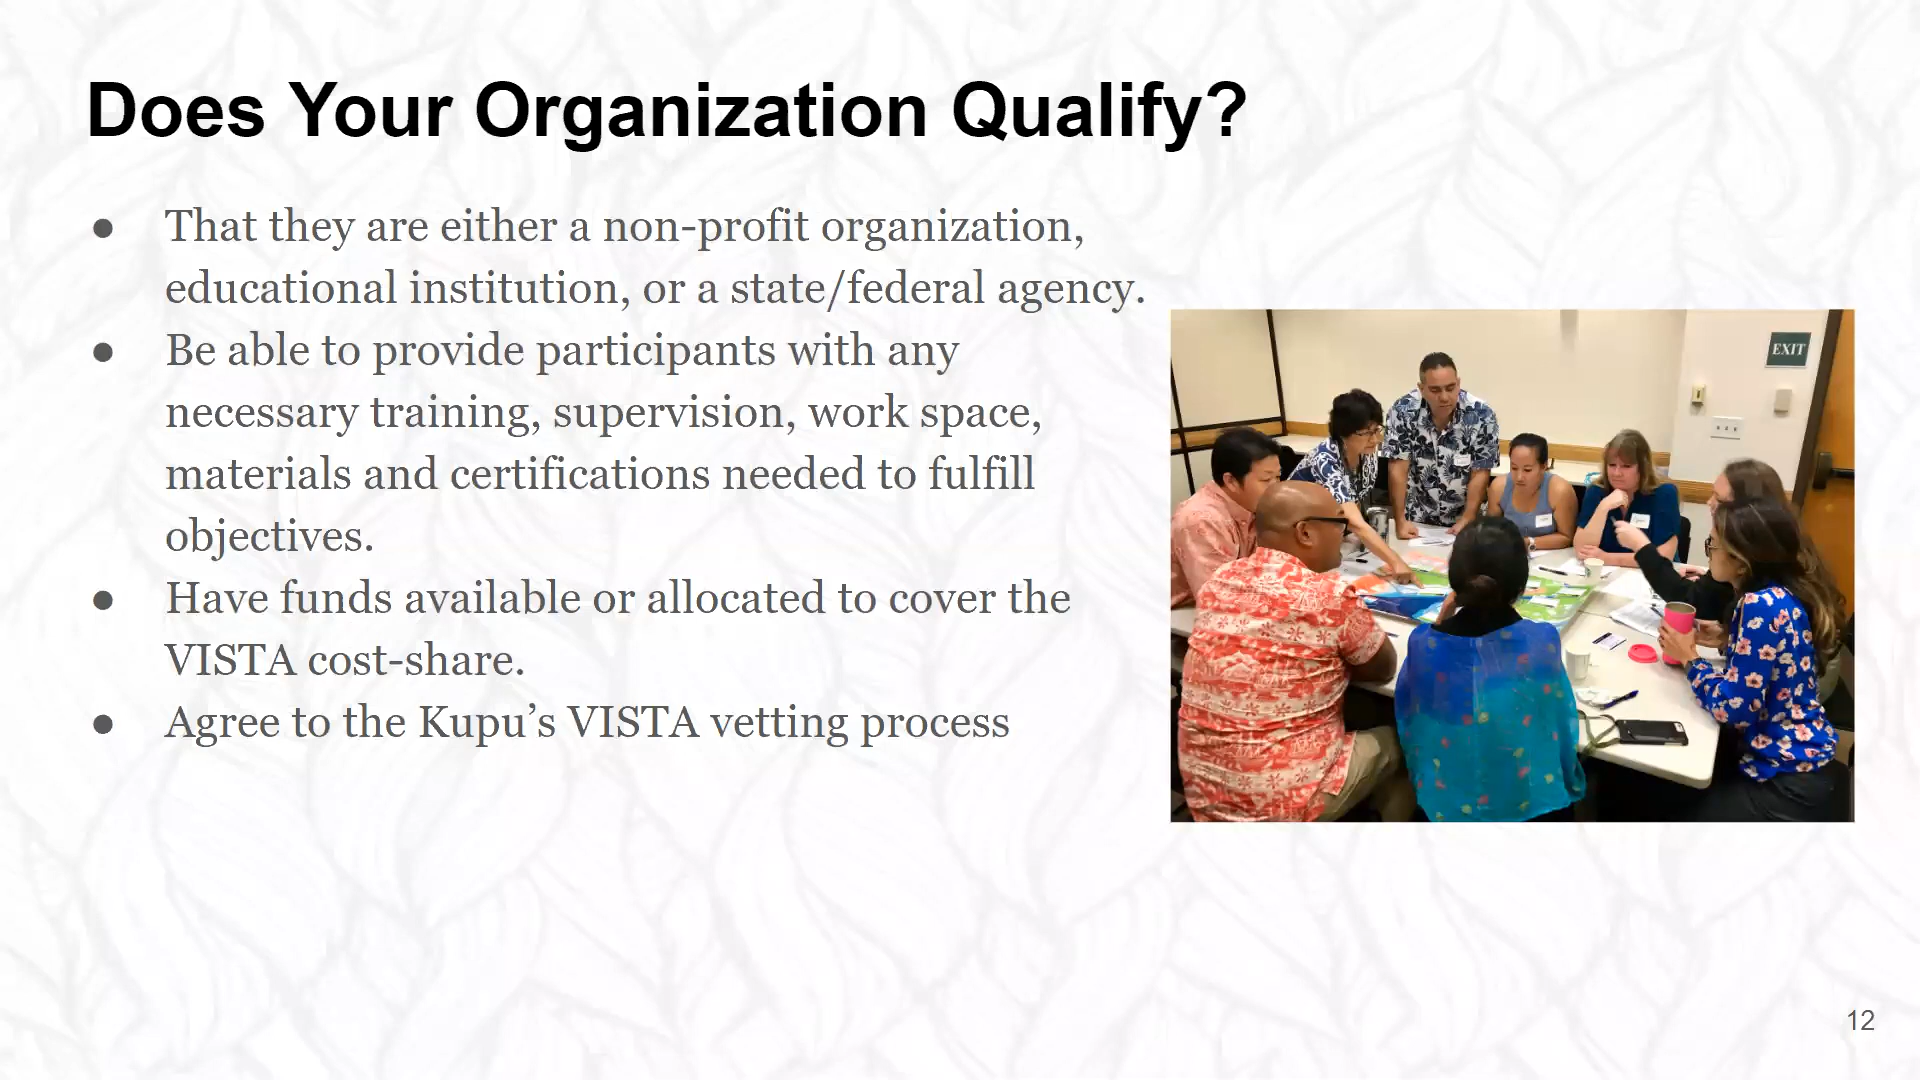 Does Your Organization Qualify?
● That they are either a non-profit organization,
educational institution, or a state/federal agency.
● Be able to provide participants with any
necessary training, supervision, work space,
materials and certifications needed to fulfill
objectives.
● Have funds available or allocated to cover the
VISTA cost-share.
● Agree to the Kupu’s VISTA vetting process
EXIT
12